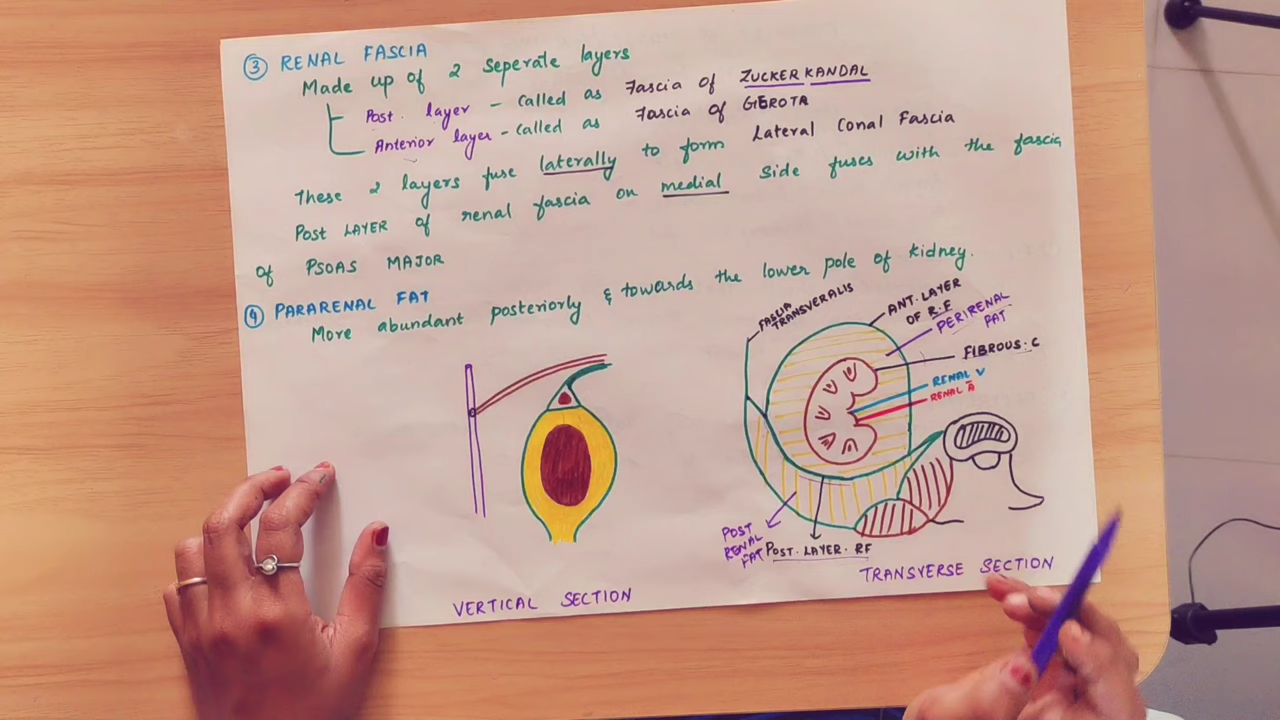 ③ RENAL FASCIA
Made up of 2 seperate layers
Post. layer - called as Fascia of ZUCKERKANDAL
Anterior layer - called as Fascia of GEROTA
These 2 layers fuse laterally to form Lateral Conal Fascia
Post LAYER of renal fascia on medial side fuses with the fascia
of PSOAS MAJOR
④ PARARENAL FAT
More abundant posteriorly & towards the lower pole of kidney.
FASCIA
TRANSVERALIS
ANT. LAYER
OF R.F
PERIRENAL
FAT
FIBROUS: C
RENAL V
RENAL A
POST
RENAL
FAT
POST. LAYER. RF
VERTICAL SECTION
TRANSVERSE SECTION